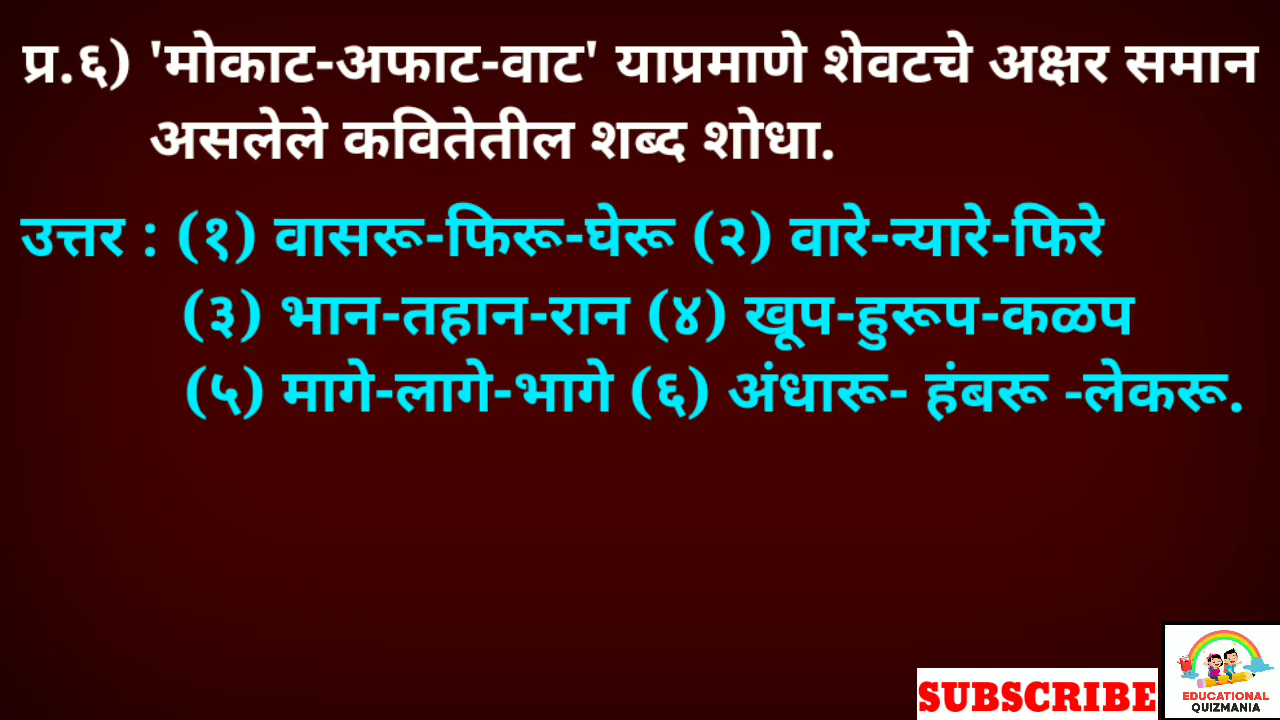 प्र.६) 'मोकाट-अफाट-वाट' याप्रमाणे शेवटचे अक्षर समान
असलेले कवितेतील शब्द शोधा.
उत्तर : (१) वासरू-फिरू-घेरू (२) वारे-न्यारे-फिरे
(३) भान-तहान-रान (४) खूप-हुरूप-कळप
(५) मागे-लागे-भागे (६) अंधारू- हंबरू -लेकरू.
SUBSCRIBE
EDUCATIONAL
QUIZMANIA